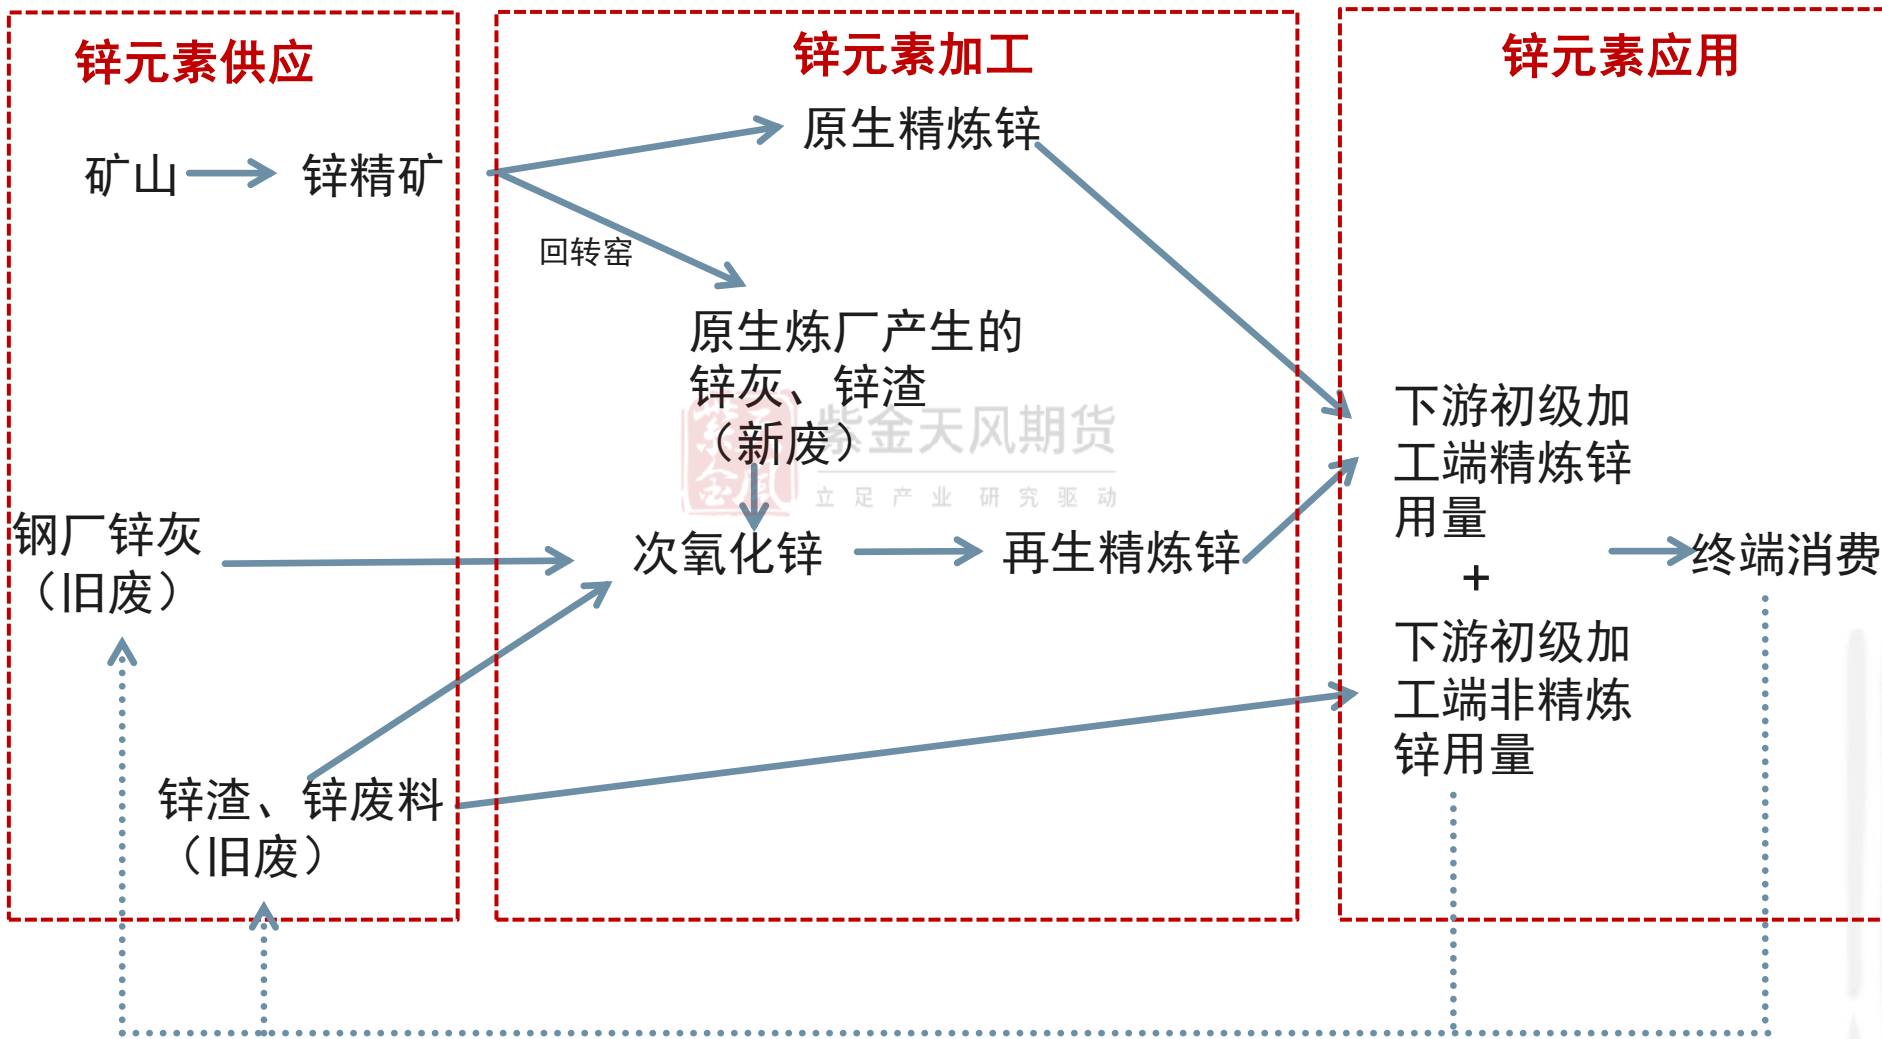 锌元素供应
矿山
锌精矿
钢厂锌灰
（旧废）
锌渣、锌废料
（旧废）
锌元素加工
原生精炼锌
回转窑
原生炼厂产生的
锌灰、锌渣
（新废）
紫金天风期货
立足产业 研究驱动
次氧化锌
再生精炼锌
锌元素应用
下游初级加
工端精炼锌
用量
+
下游初级加
工端非精炼
锌用量
终端消费